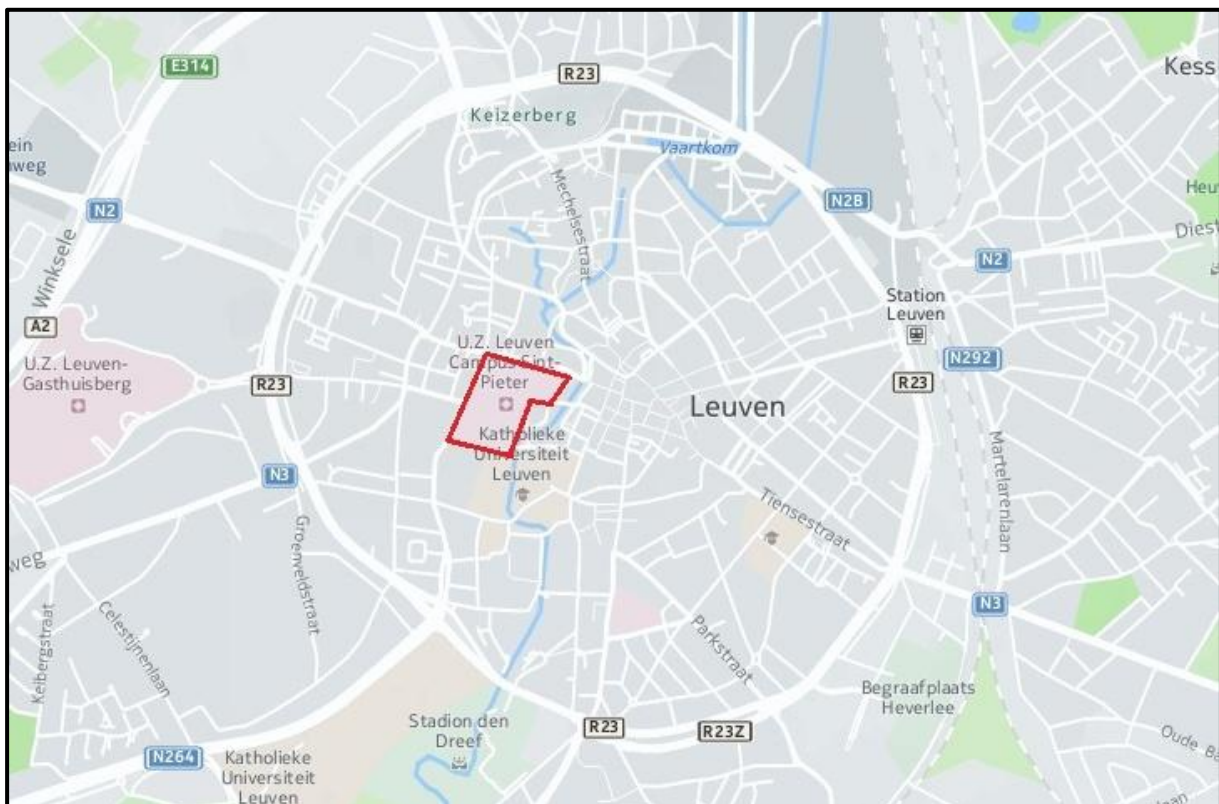 E314
R23
Kess
Keizerberg
ein
weg
Vaartkom
Mechelsestraat
N2
N2B
Heu
Diest
Winksele
N2
Station
Leuven
A2
U.Z. Leuven-
Gasthuisberg
U.Z. Leuven
Campus Sint-
Pieter
N292
R23
R23
Leuven
Katholieke
Universiteit
Leuven
N3
Martelarenlaan
Tiensestraat
Groenveldstraat
weg
N3
Celestijnenlaan
Parkstraat
Begraafplaats
Heverlee
Stadion den
Dreef
R23
R23Z
Oude Ba
N264
Katholieke
Universiteit
Leuven